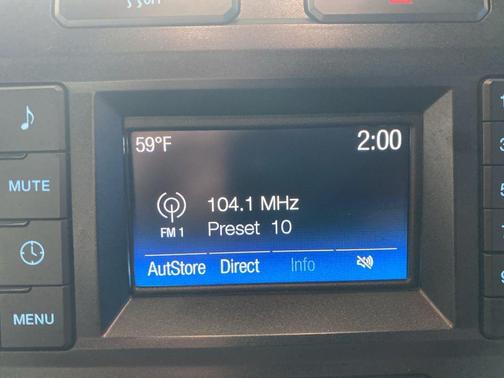 59°F 2:00
104.1 MHz
FM 1 Preset 10
AutStore Direct Info
MUTE
MENU